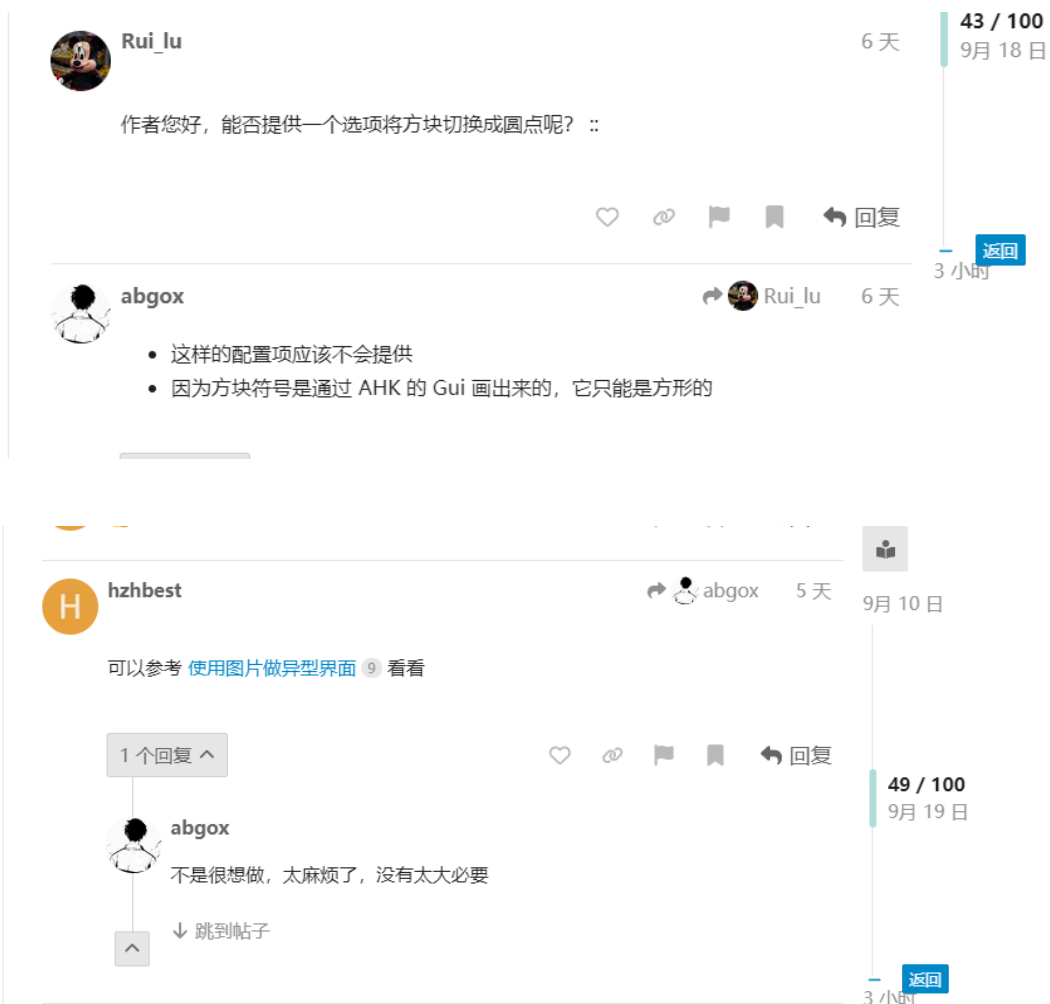 Rui_lu
6 天
43 / 100
9月 18 日
作者您好，能否提供一个选项将方块切换成圆点呢？ ::
回复
返回
3 小时
abgox
Rui_lu
6 天
这样的配置项应该不会提供
因为方块符号是通过 AHK 的 Gui 画出来的，它只能是方形的
H
hzhbest
abgox
5 天
9月 10 日
可以参考 使用图片做异型界面 9 看看
1 个回复
回复
49 / 100
9月 19 日
abgox
不是很想做，太麻烦了，没有太大必要
跳到帖子
返回
3 小时